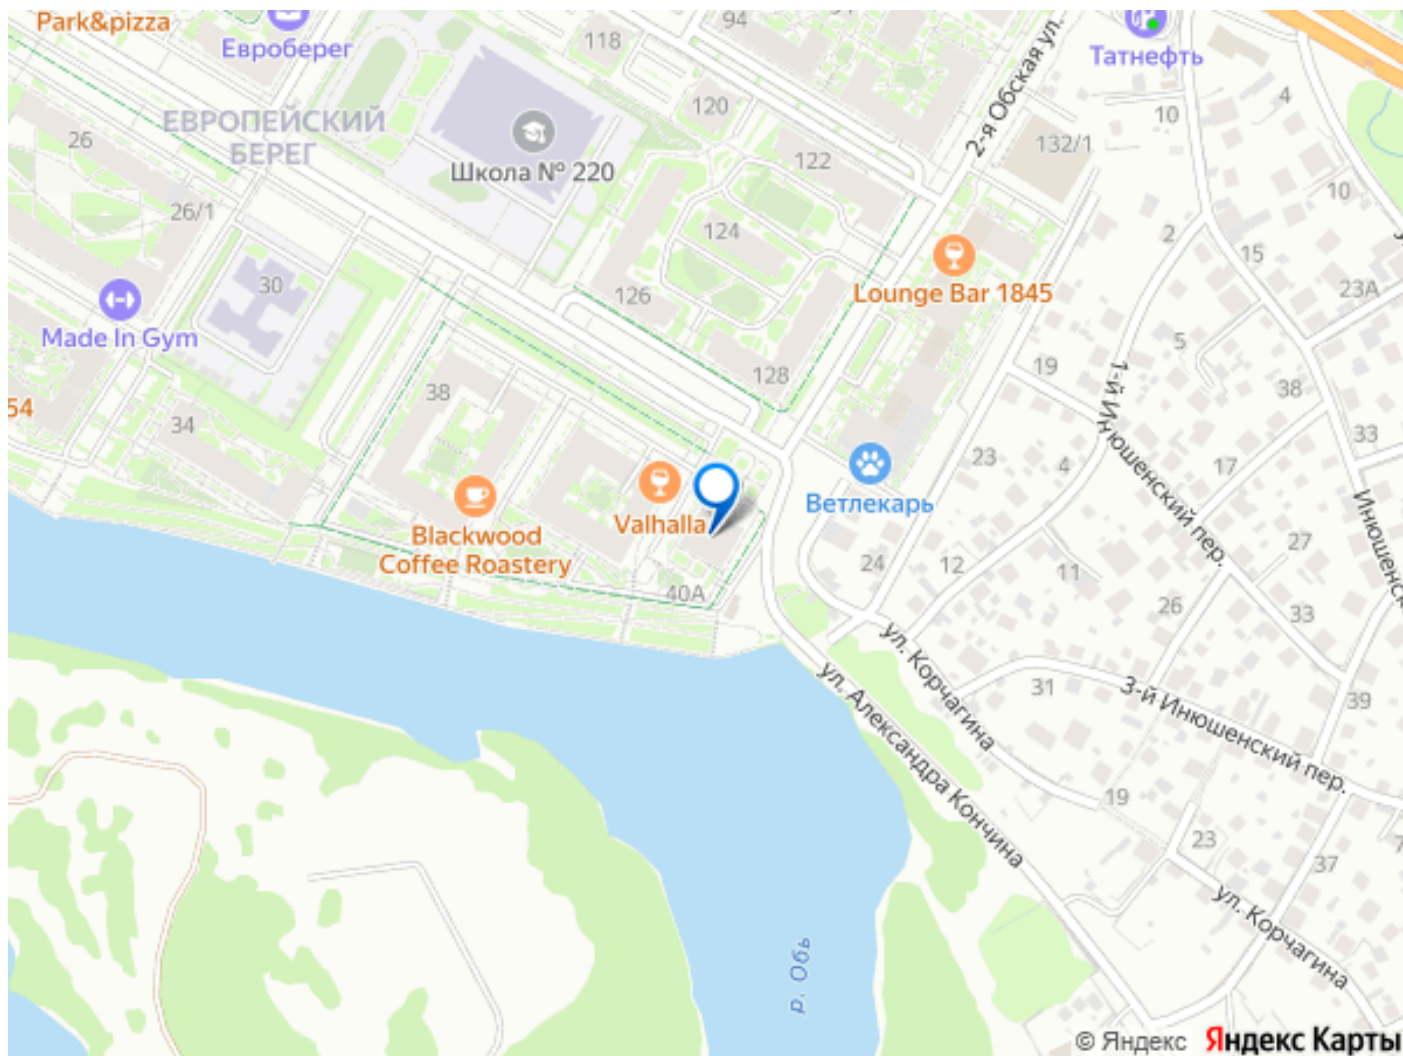 Park&pizza
Евроберег
94
118
Татнефть
10
4
ЕВРОПЕЙСКИЙ
БЕРЕГ
26
Школа № 220
120
122
2-я Обская ул.
132/1
10
26/1
124
2
15
30
126
Lounge Bar 1845
23А
Made In Gym
128
19
5
1-й Инюшенский пер.
38
38
54
34
33
23
4
17
Valhalla
Ветлекарь
Blackwood
Coffee Roastery
40А
24
12
11
27
26
33
ул. Корчагина
ул. Александра Кончина
31
3-й Инюшенский пер.
39
19
23
37
ул. Корчагина
р. Обь
© Яндекс Яндекс Карты